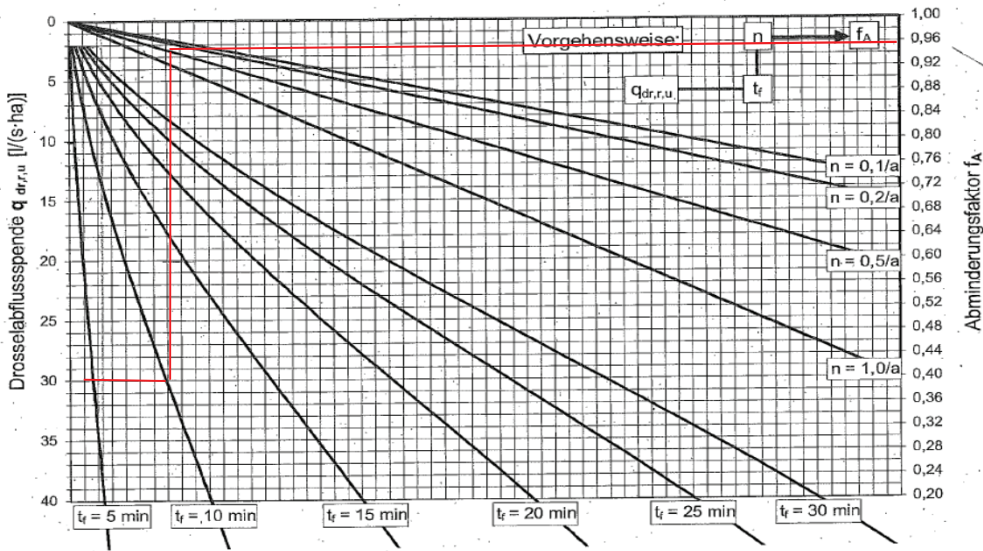 Drosselabflussspende q dr,r,u [l/(s·ha)]
0
5
10
15
20
25
30
35
40
Vorgehensweise:
n
fA
qdr,r,u
tf
n = 0,1/a
n = 0,2/a
n = 0,5/a
n = 1,0/a
1,00
0,96
0,92
0,88
0,84
0,80
0,76
0,72
0,68
0,64
0,60
0,56
0,52
0,48
0,44
0,40
0,36
0,32
0,28
0,24
0,20
Abminderungsfaktor fA
tf = 5 min
tf = 10 min
tf = 15 min
tf = 20 min
tf = 25 min
tf = 30 min